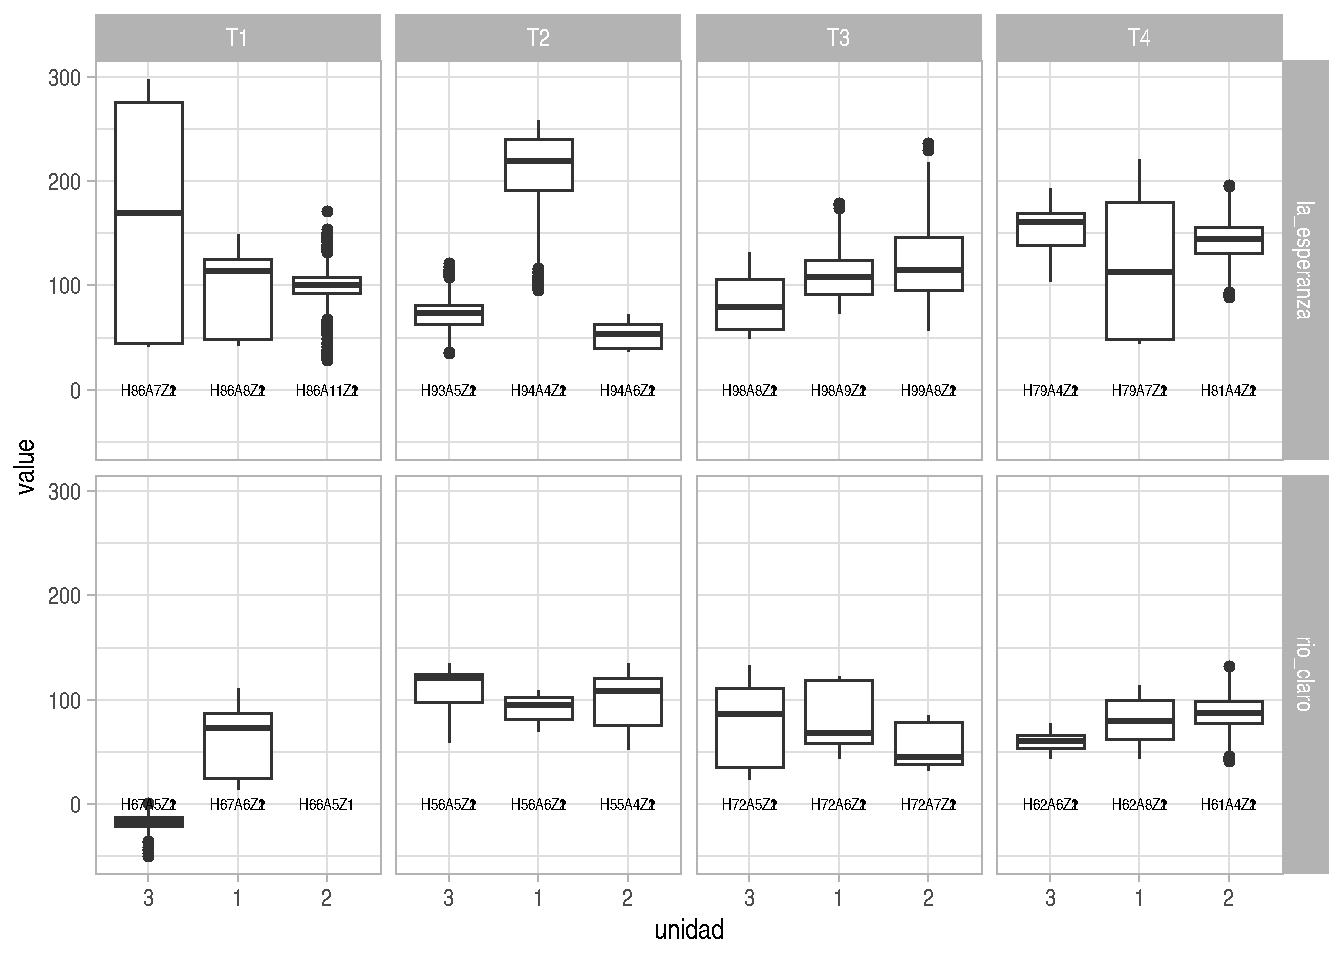 T1 T2 T3 T4
300
200
100
0
H86A7Z H86A8Z H86A11Z H93A5Z H94A4Z H94A6Z H98A8Z H98A9Z H99A8Z H79A4Z H79A7Z H81A4Z
la_esperanza
value
300
200
100
0
H67A5Z H67A6Z H66A5Z1 H56A5Z H56A6Z H55A4Z H72A5Z H72A6Z H72A7Z H62A6Z H62A8Z H61A4Z
rio_claro
3 1 2 3 1 2 3 1 2 3 1 2
unidad